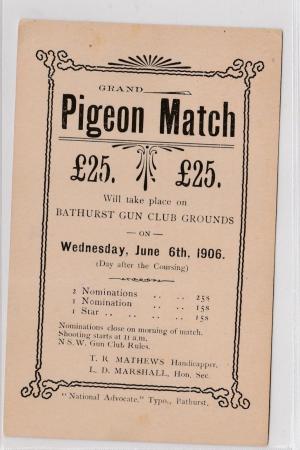 GRAND
Pigeon Match
£25. £25.
Will take place on
BATHURST GUN CLUB GROUNDS
— ON —
Wednesday, June 6th, 1906.
(Day after the Coursing)
2 Nominations .. .. 25s
1 Nomination .. .. 15s
1 Star .. .. .. .. 15s
Nominations close on morning of match.
Shooting starts at 11 a.m.
N S.W. Gun Club Rules.
T. R MATHEWS Handicapper.
L. D. MARSHALL, Hon. Sec.
"National Advocate." Typo., Bathurst.